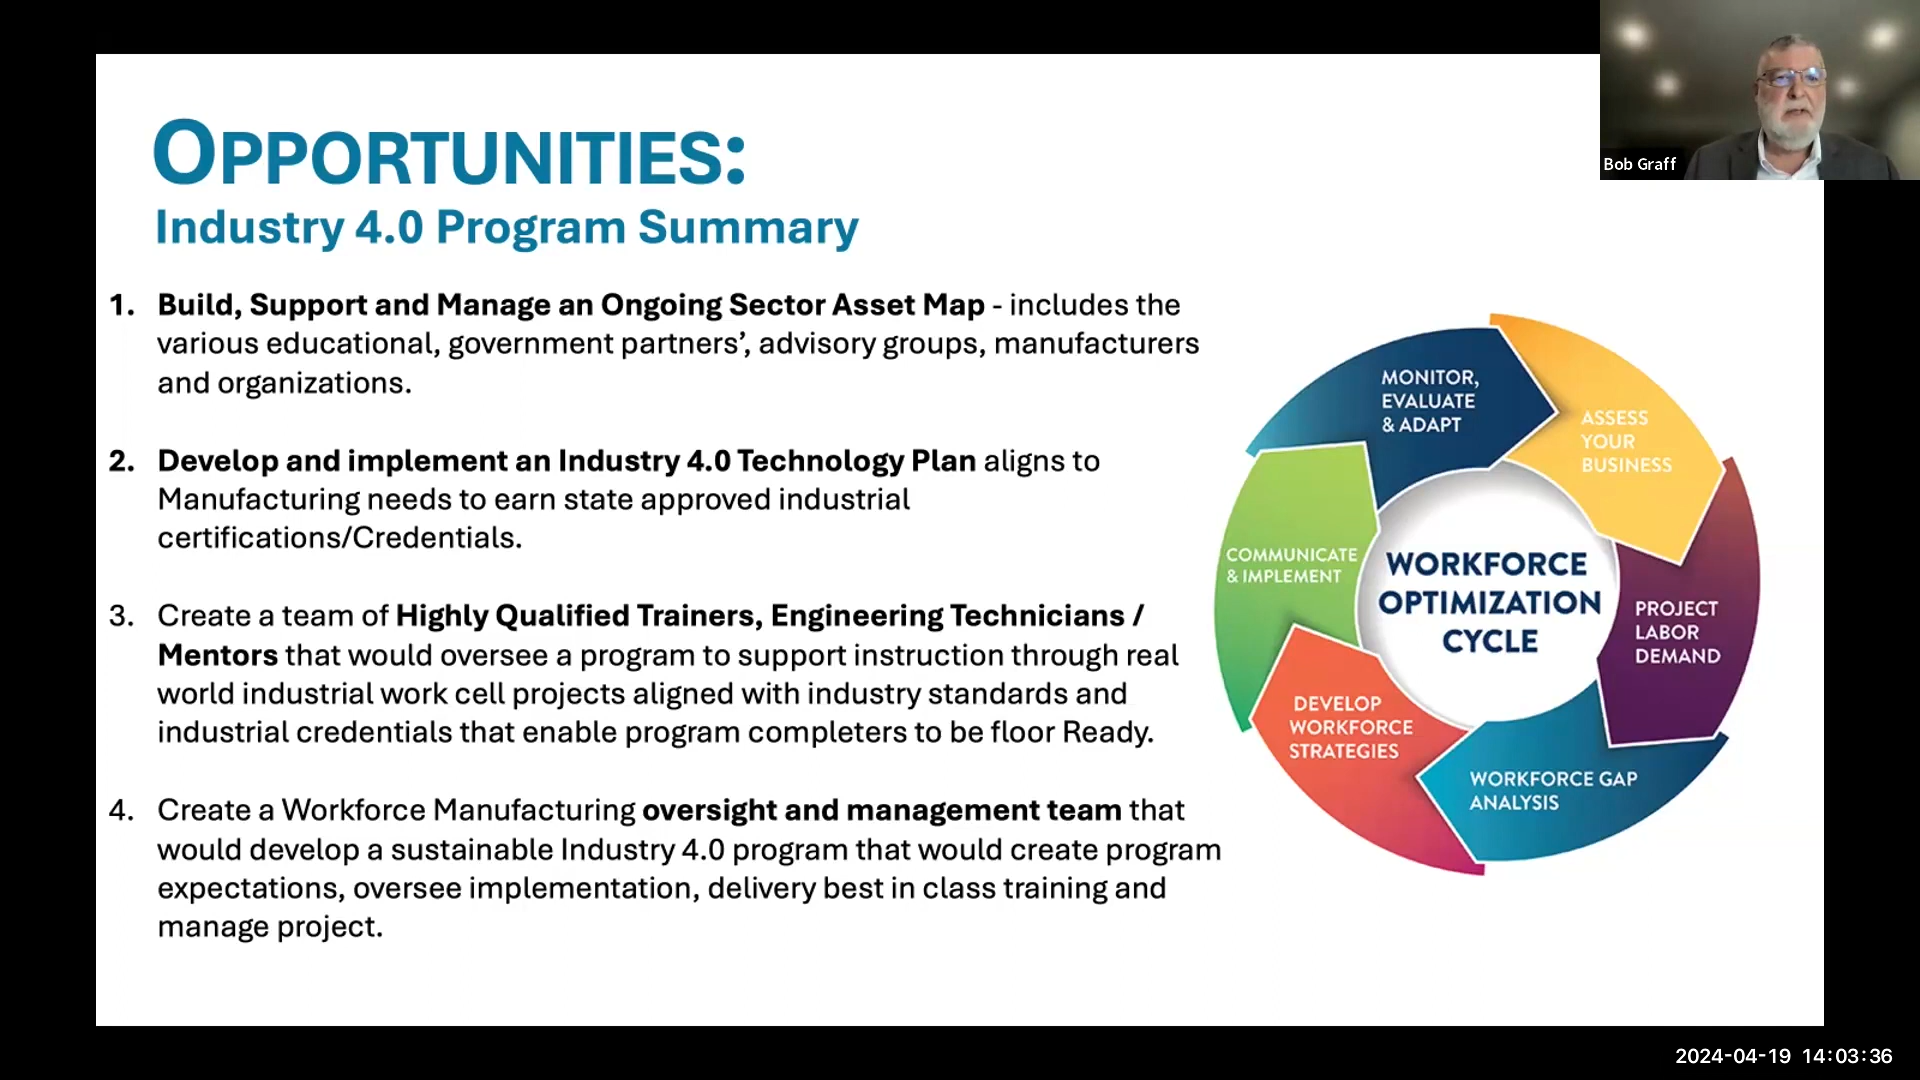 OPPORTUNITIES:
Industry 4.0 Program Summary
1. Build, Support and Manage an Ongoing Sector Asset Map - includes the
various educational, government partners’, advisory groups, manufacturers
and organizations.
2. Develop and implement an Industry 4.0 Technology Plan aligns to
Manufacturing needs to earn state approved industrial
certifications/Credentials.
3. Create a team of Highly Qualified Trainers, Engineering Technicians /
Mentors that would oversee a program to support instruction through real
world industrial work cell projects aligned with industry standards and
industrial credentials that enable program completers to be floor Ready.
4. Create a Workforce Manufacturing oversight and management team that
would develop a sustainable Industry 4.0 program that would create program
expectations, oversee implementation, delivery best in class training and
manage project.
MONITOR,
EVALUATE
& ADAPT
ASSESS
YOUR
BUSINESS
PROJECT
LABOR
DEMAND
WORKFORCE GAP
ANALYSIS
DEVELOP
WORKFORCE
STRATEGIES
COMMUNICATE
& IMPLEMENT
WORKFORCE
OPTIMIZATION
CYCLE
Bob Graff
2024-04-19 14:03:36